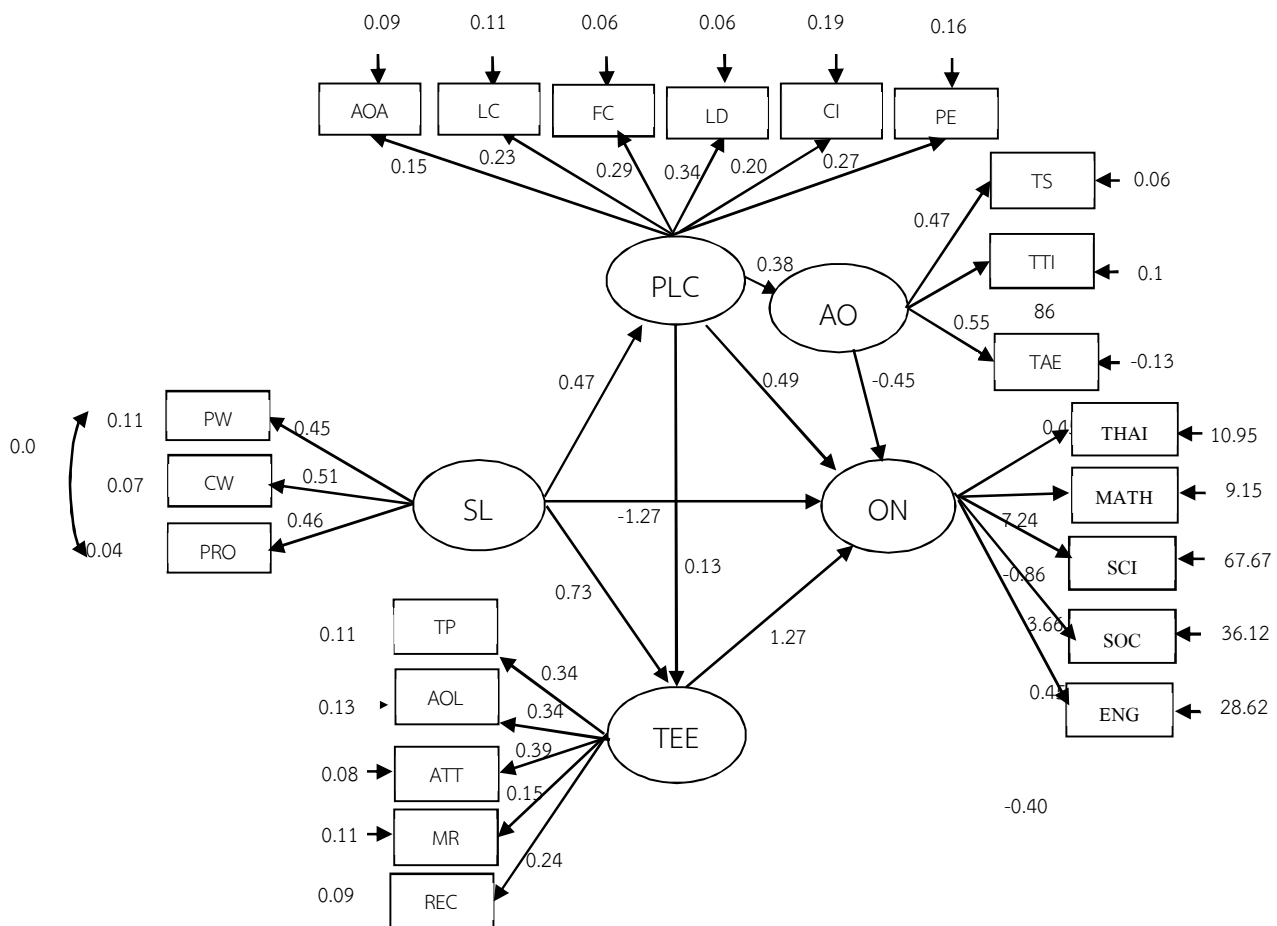 0.09 0.11 0.06 0.06 0.19 0.16
AOA LC FC LD CI PE
0.15 0.23 0.29 0.34 0.20 0.27
TS 0.06
0.47
PLC 0.38 TTI 0.1
AO 86
0.55 TAE -0.13
0.47 0.49 -0.45
0.0 0.11 PW 0.45
THAI 10.95
0.07 CW 0.51
MATH 9.15
SL -1.27 ON
0.04 PRO 0.46
7.24 SCI 67.67
0.73 0.13 -0.86
0.11 TP 1.27 3.66 SOC 36.12
0.34
0.13 AOL 0.34
ENG 28.62
TEE
0.39
0.08 ATT
0.15
-0.40
0.11 MR
0.24
0.09 REC